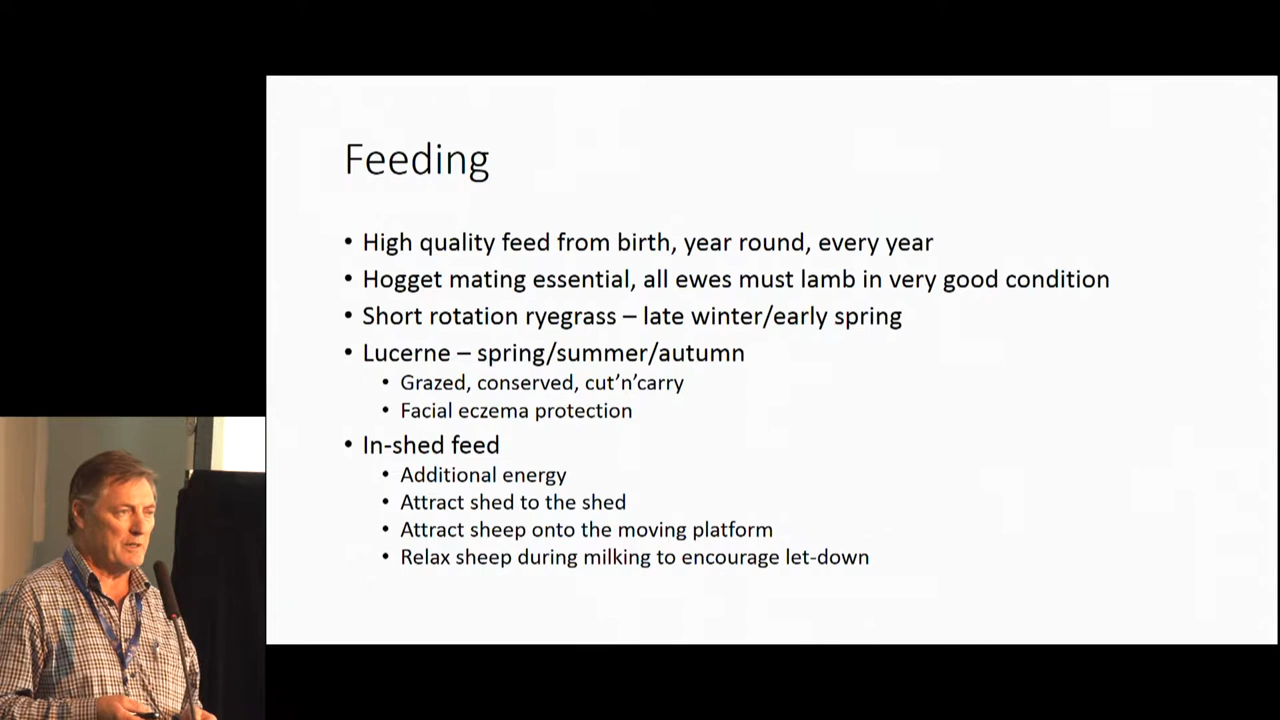 Feeding
• High quality feed from birth, year round, every year
• Hogget mating essential, all ewes must lamb in very good condition
• Short rotation ryegrass – late winter/early spring
• Lucerne – spring/summer/autumn
• Grazed, conserved, cut’n’carry
• Facial eczema protection
• In-shed feed
• Additional energy
• Attract shed to the shed
• Attract sheep onto the moving platform
• Relax sheep during milking to encourage let-down